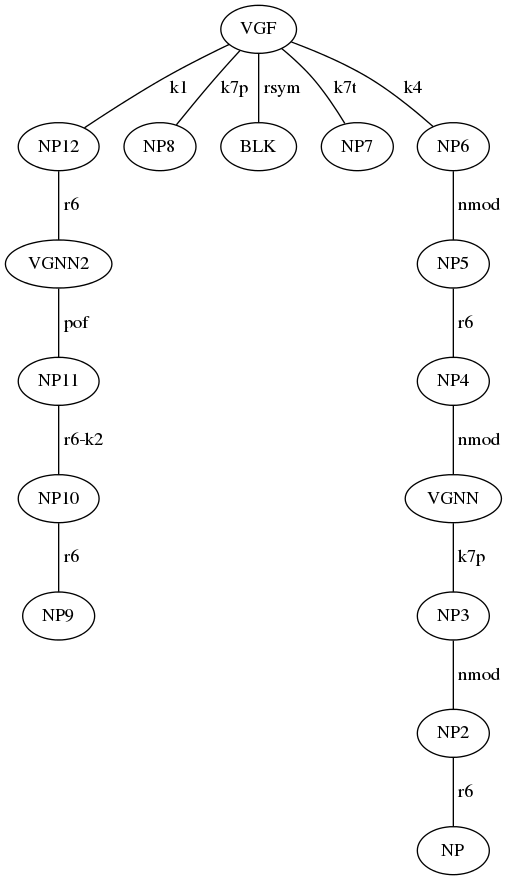 VGF
k1 k7p rsym k7t k4
NP12 NP8 BLK NP7 NP6
r6 nmod
VGNN2 NP5
pof r6
NP11 NP4
r6-k2 nmod
NP10 VGNN
r6 k7p
NP9 NP3
nmod
NP2
r6
NP